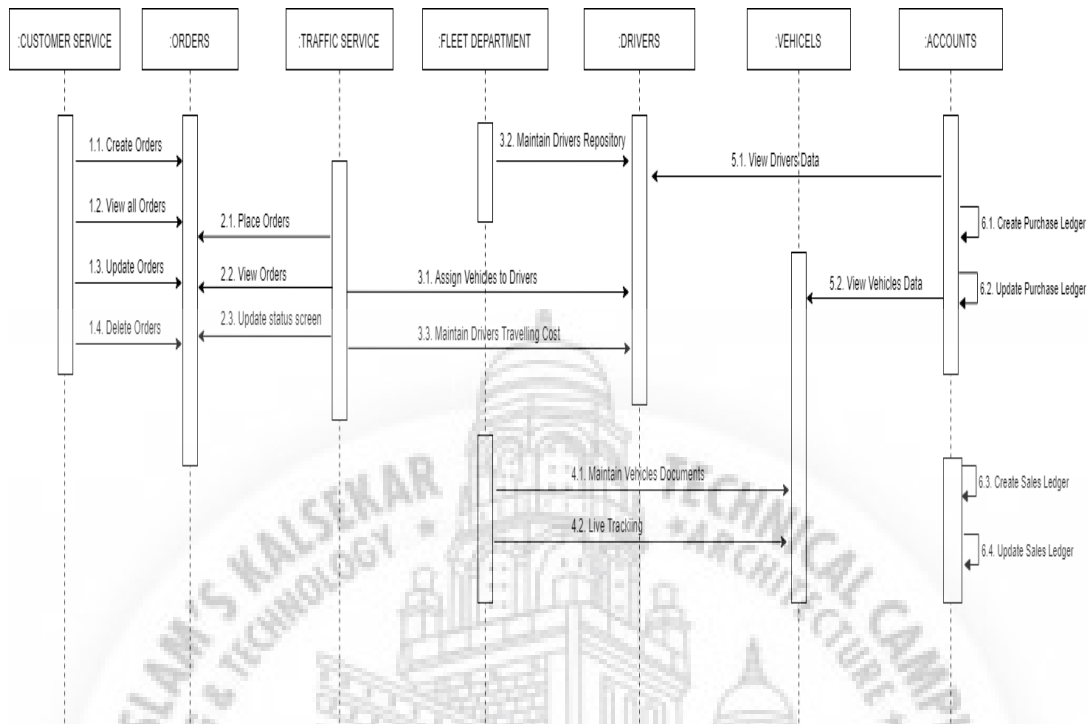 :CUSTOMER SERVICE
:ORDERS
:TRAFFIC SERVICE
:FLEET DEPARTMENT
:DRIVERS
:VEHICELS
:ACCOUNTS
1.1. Create Orders
1.2. View all Orders
1.3. Update Orders
1.4. Delete Orders
2.1. Place Orders
2.2. View Orders
2.3. Update status screen
3.2. Maintain Drivers Repository
3.1. Assign Vehicles to Drivers
3.3. Maintain Drivers Travelling Cost
4.1. Maintain Vehicles Documents
4.2. Live Trackiing
5.1. View Drivers Data
5.2. View Vehicles Data
6.1. Create Purchase Ledger
6.2. Update Purchase Ledger
6.3. Create Sales Ledger
6.4. Update Sales Ledger
KALSEKAR TECHNICAL
& TECHNOLOGY * * ARCHITECTURE